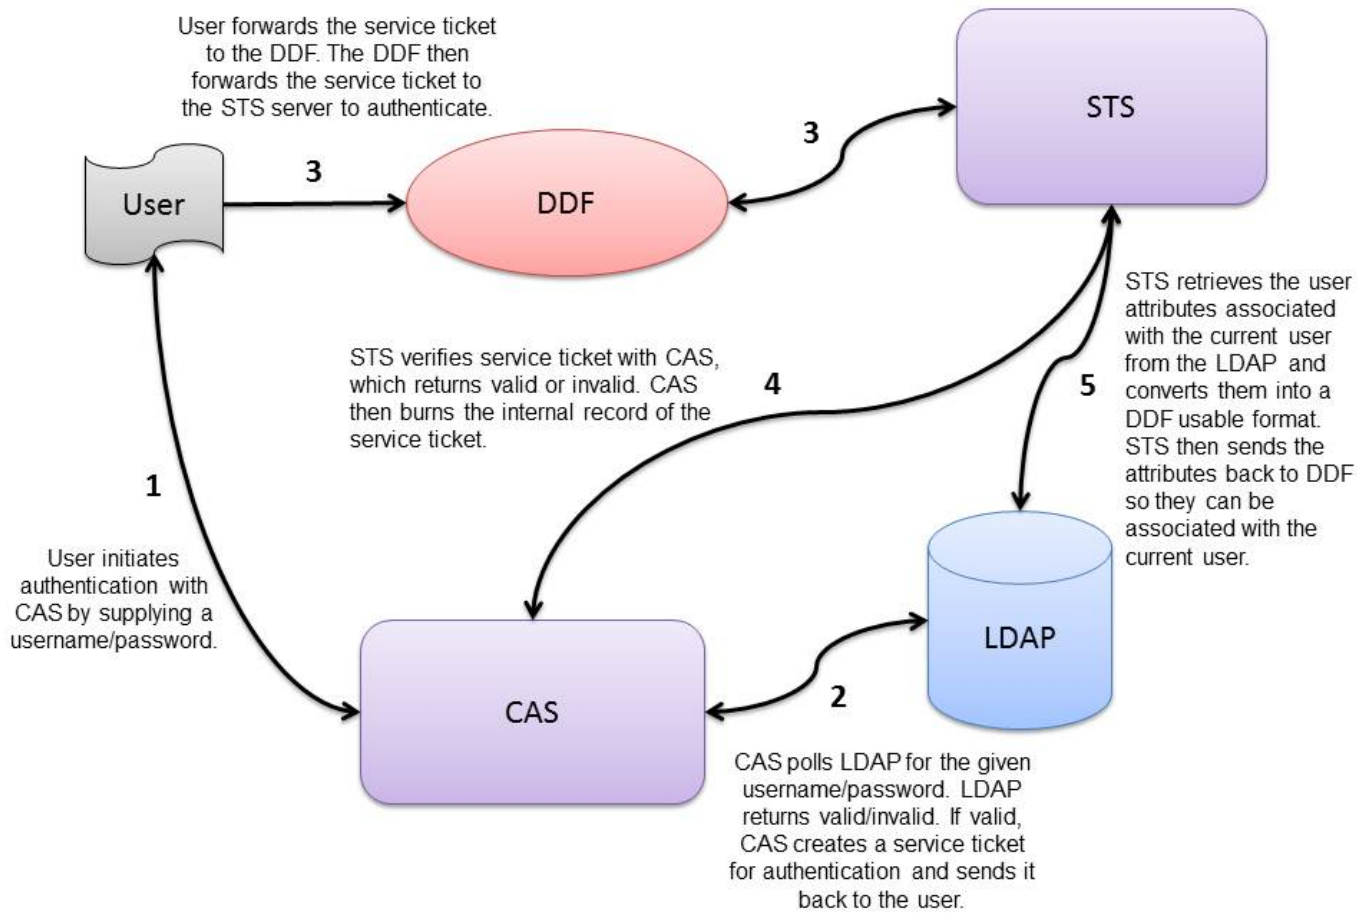 User forwards the service ticket
to the DDF. The DDF then
forwards the service ticket to
the STS server to authenticate.
STS
3
3
User
DDF
STS retrieves the user
attributes associated
with the current user
from the LDAP and
converts them into a
DDF usable format.
STS then sends the
attributes back to DDF
so they can be
associated with the
current user.
STS verifies service ticket with CAS,
which returns valid or invalid. CAS
then burns the internal record of the
service ticket.
4
5
1
User initiates
authentication with
CAS by supplying a
username/password.
LDAP
CAS
2
CAS polls LDAP for the given
username/password. LDAP
returns valid/invalid. If valid,
CAS creates a service ticket
for authentication and sends it
back to the user.